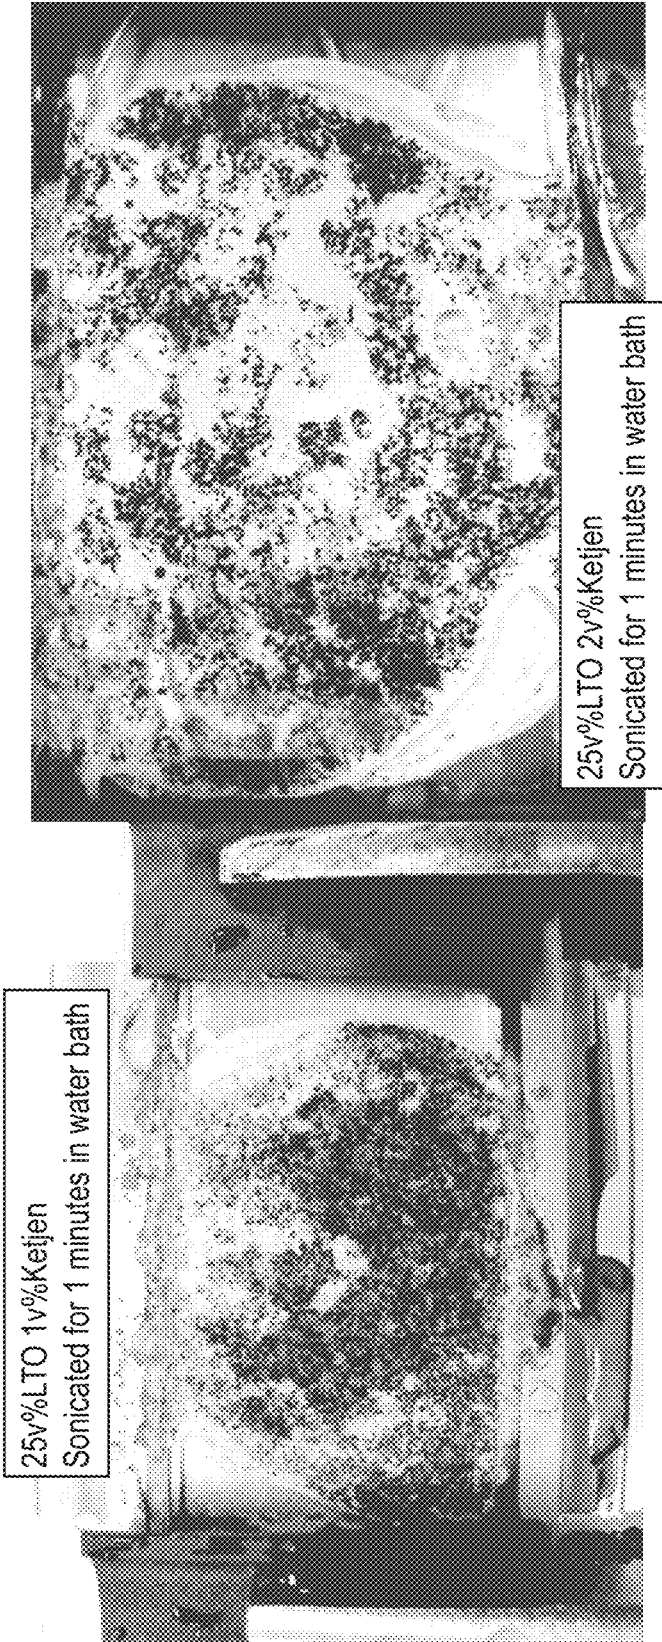 25v%LTO 1v%Ketjen
Sonicated for 1 minutes in water bath
25v%LTO 2v%Ketjen
Sonicated for 1 minutes in water bath